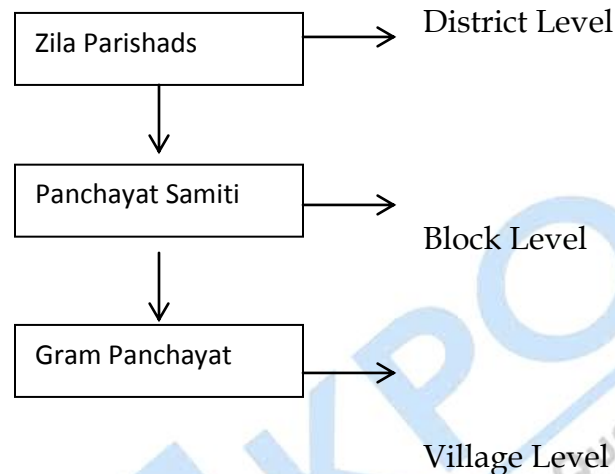 Zila Parishads
District Level
Panchayat Samiti
Block Level
Gram Panchayat
Village Level